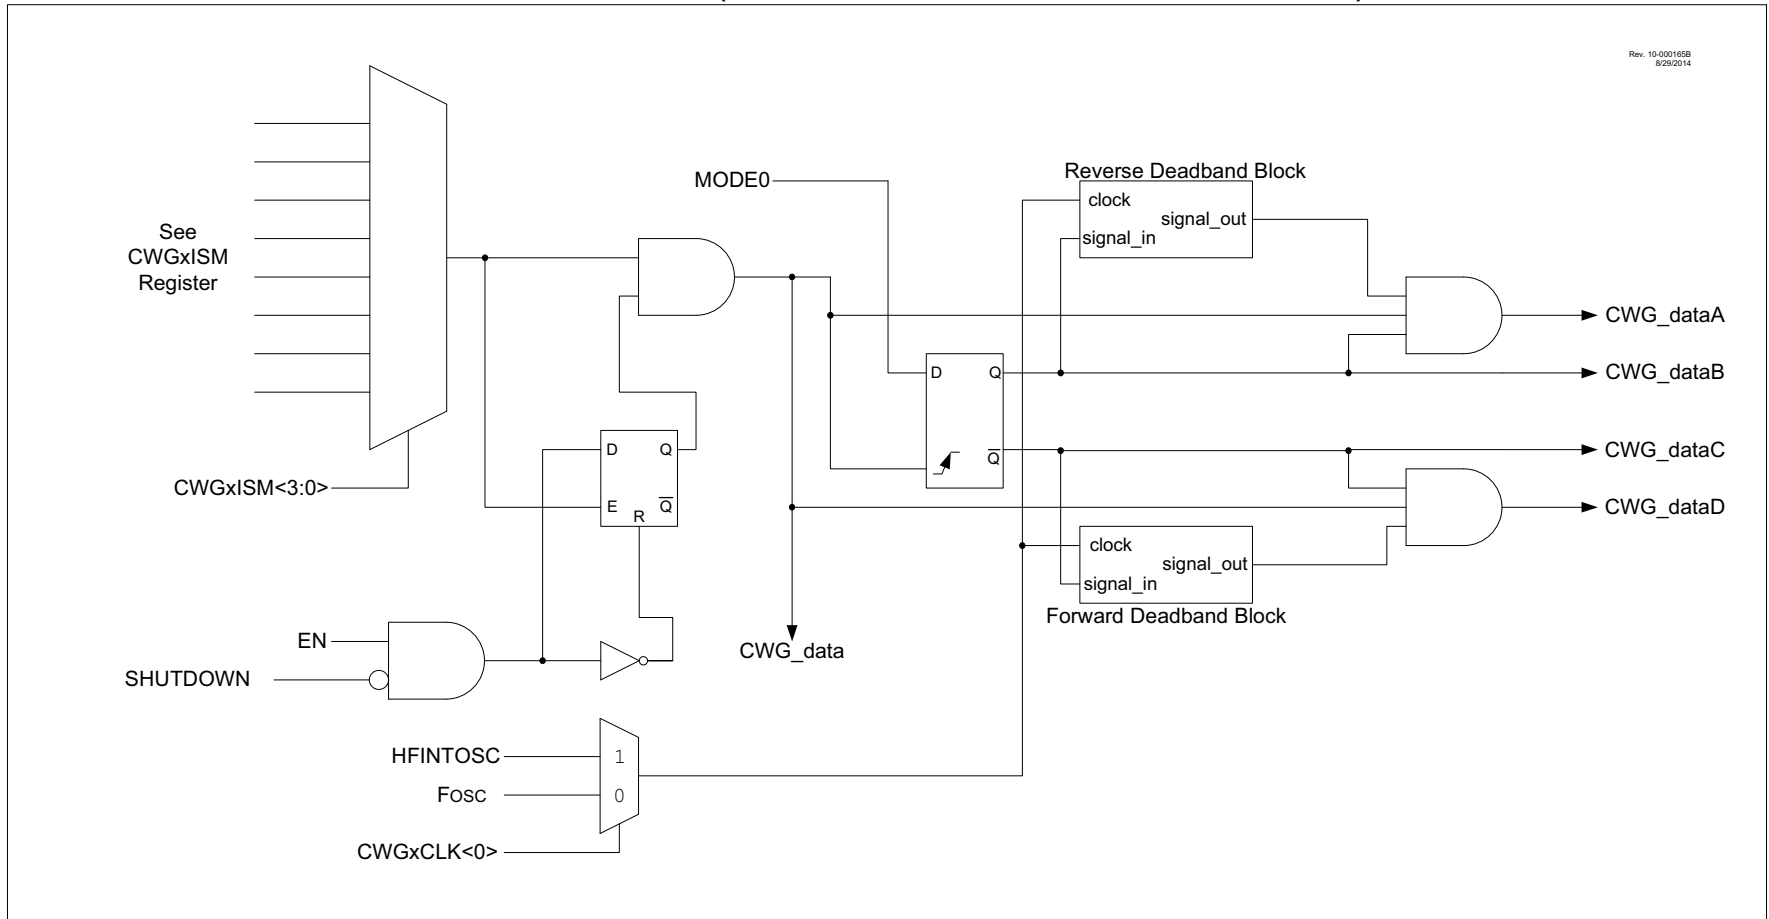 Rev. 10-000165B
8/29/2014
See
CWGxISM
Register
CWGxISM<3:0>
MODE0
Reverse Deadband Block
clock
signal_out
signal_in
CWG_dataA
D
Q
CWG_dataB
Q
CWG_dataC
D
Q
E
Q
R
CWG_dataD
clock
signal_out
signal_in
Forward Deadband Block
EN
SHUTDOWN
CWG_data
HFINTOSC
1
FOSC
0
CWGxCLK<0>